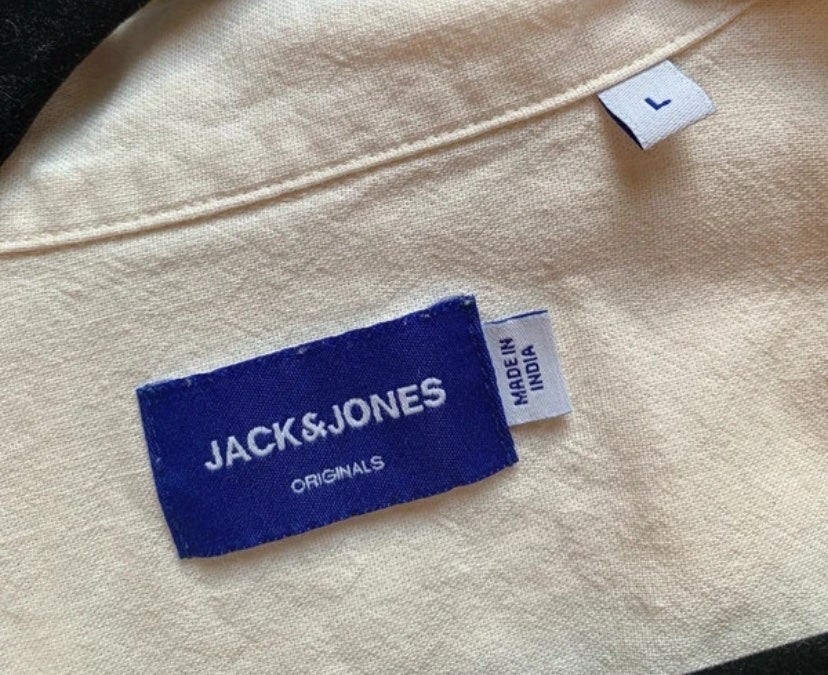 L
JACK&JONES
ORIGINALS
MADE IN
INDIA